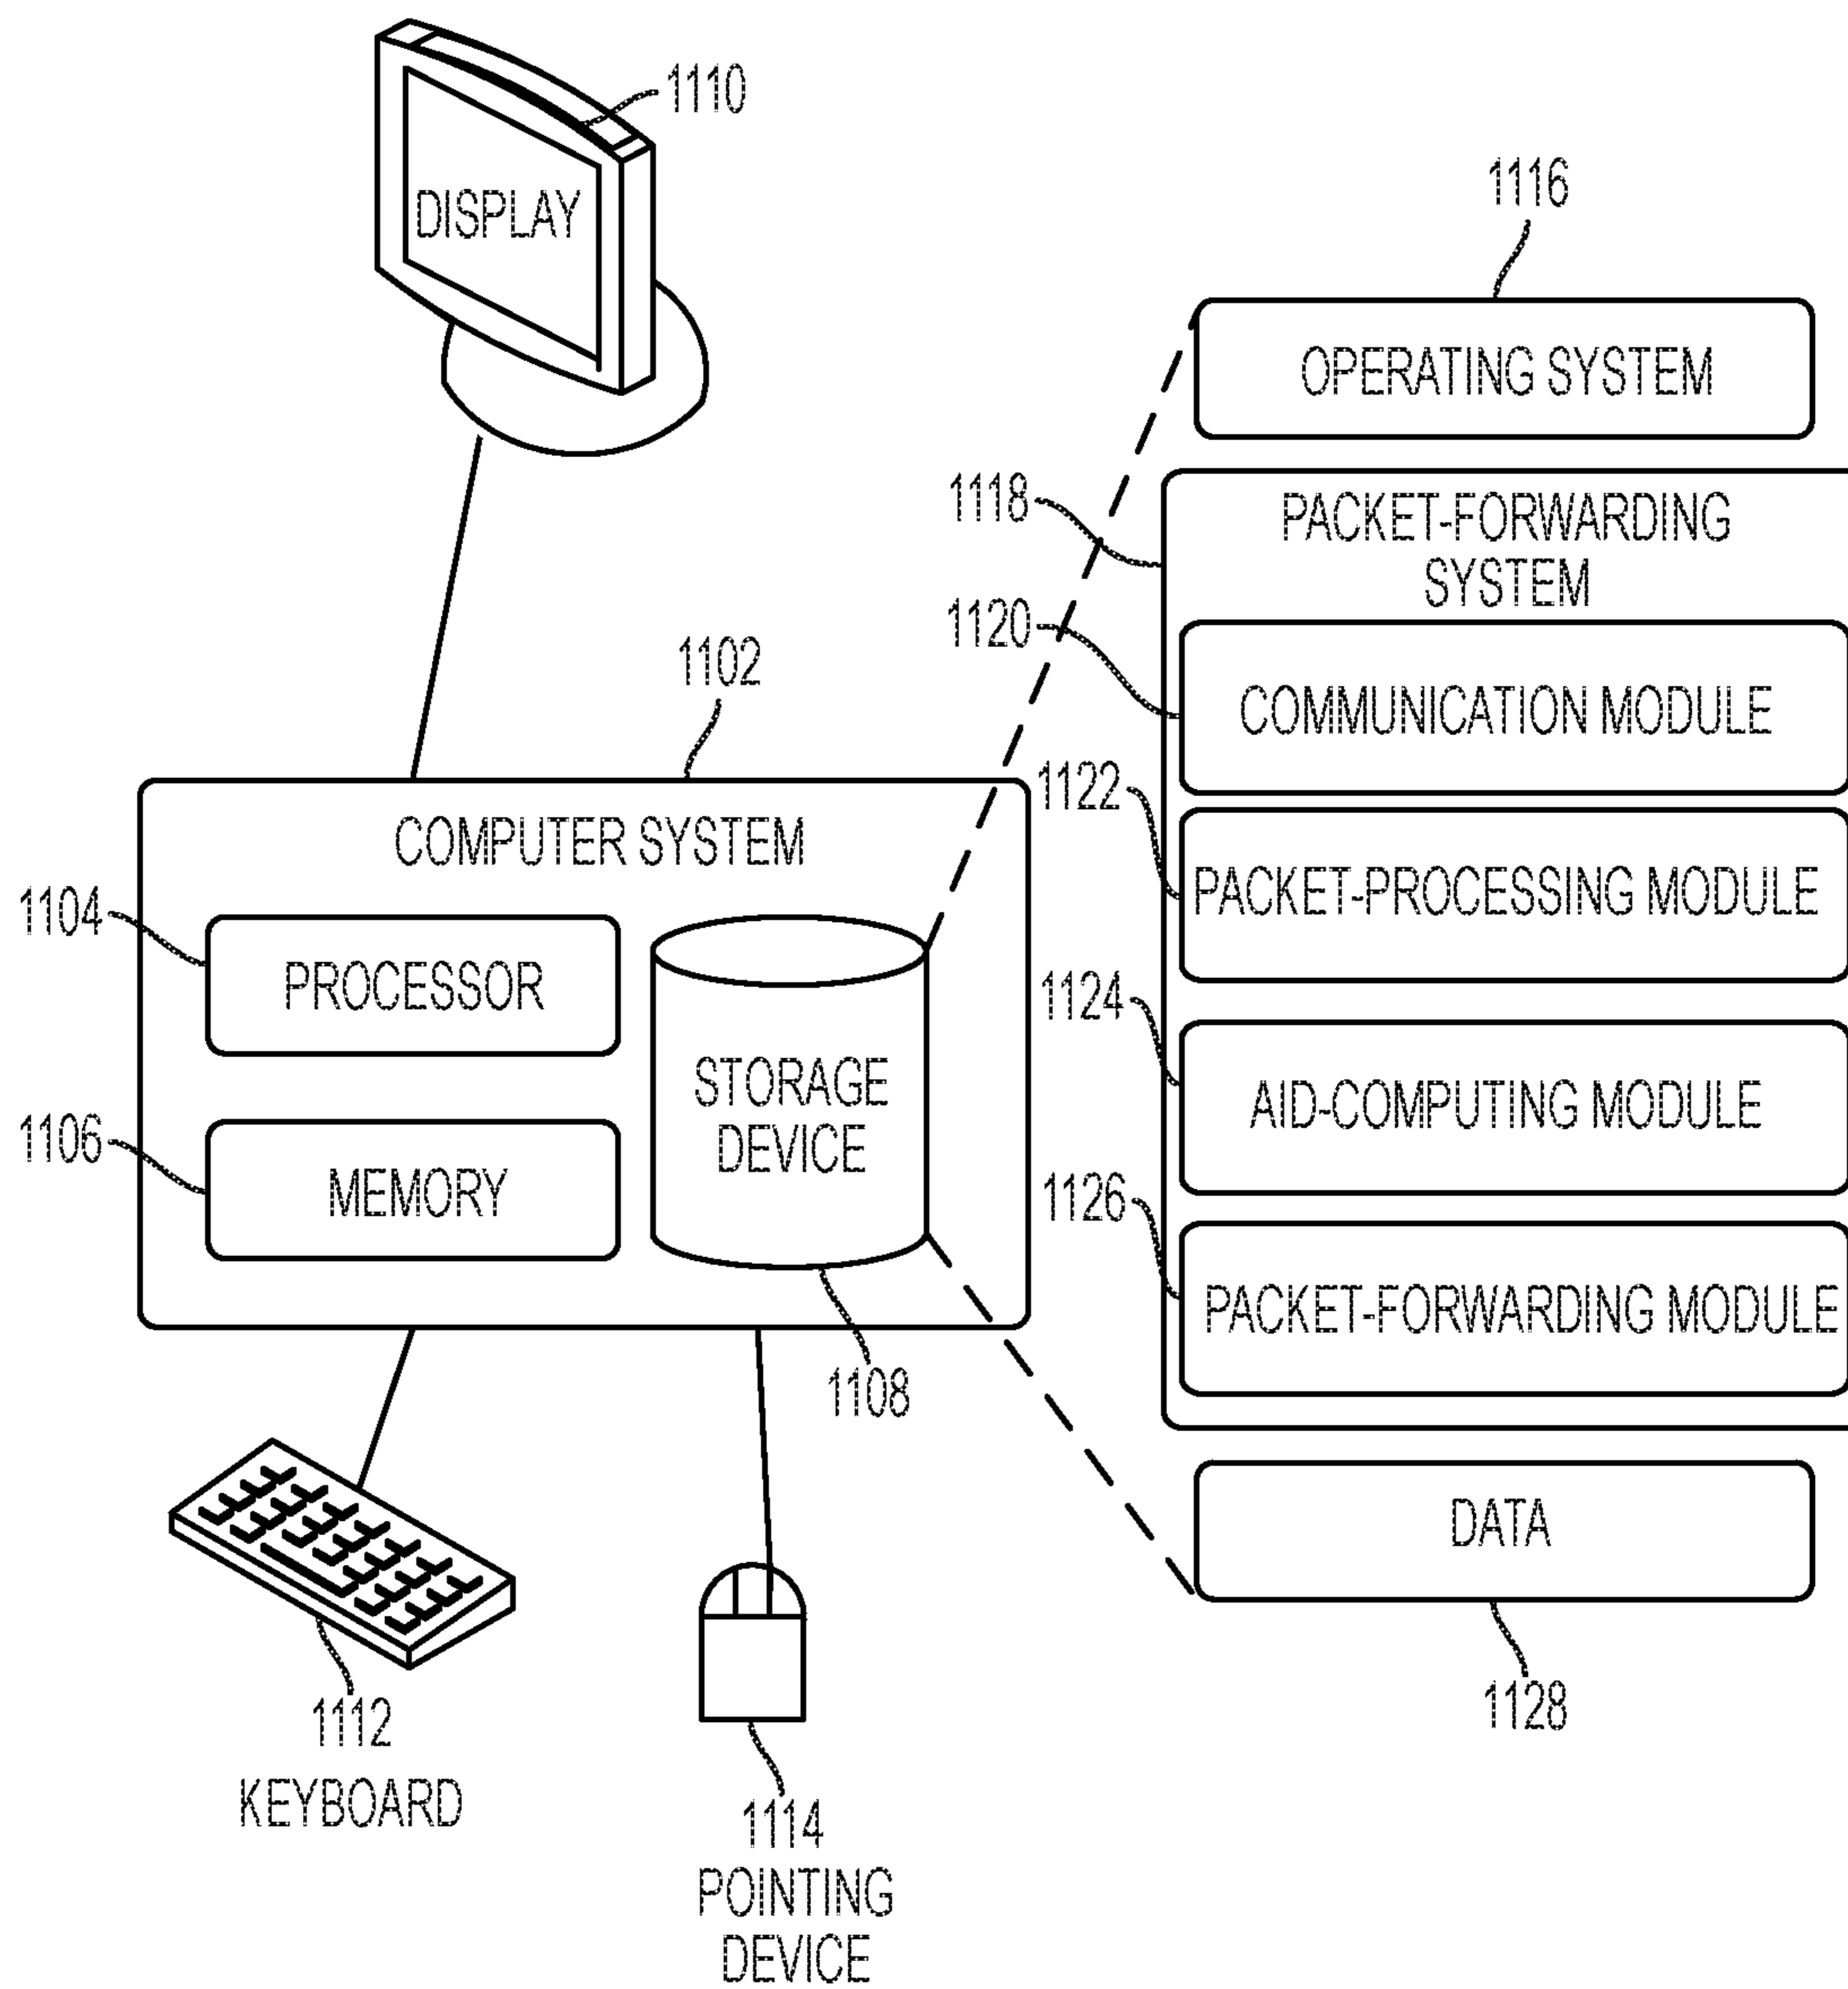 1110
DISPLAY
1116
OPERATING SYSTEM
1118
PACKET-FORWARDING
SYSTEM
1120
COMMUNICATION MODULE
1102
1122
COMPUTER SYSTEM
PACKET-PROCESSING MODULE
1104
PROCESSOR
1124
STORAGE
DEVICE
AID-COMPUTING MODULE
1106
MEMORY
1126
PACKET-FORWARDING MODULE
1108
DATA
1128
1112
KEYBOARD
1114
POINTING
DEVICE